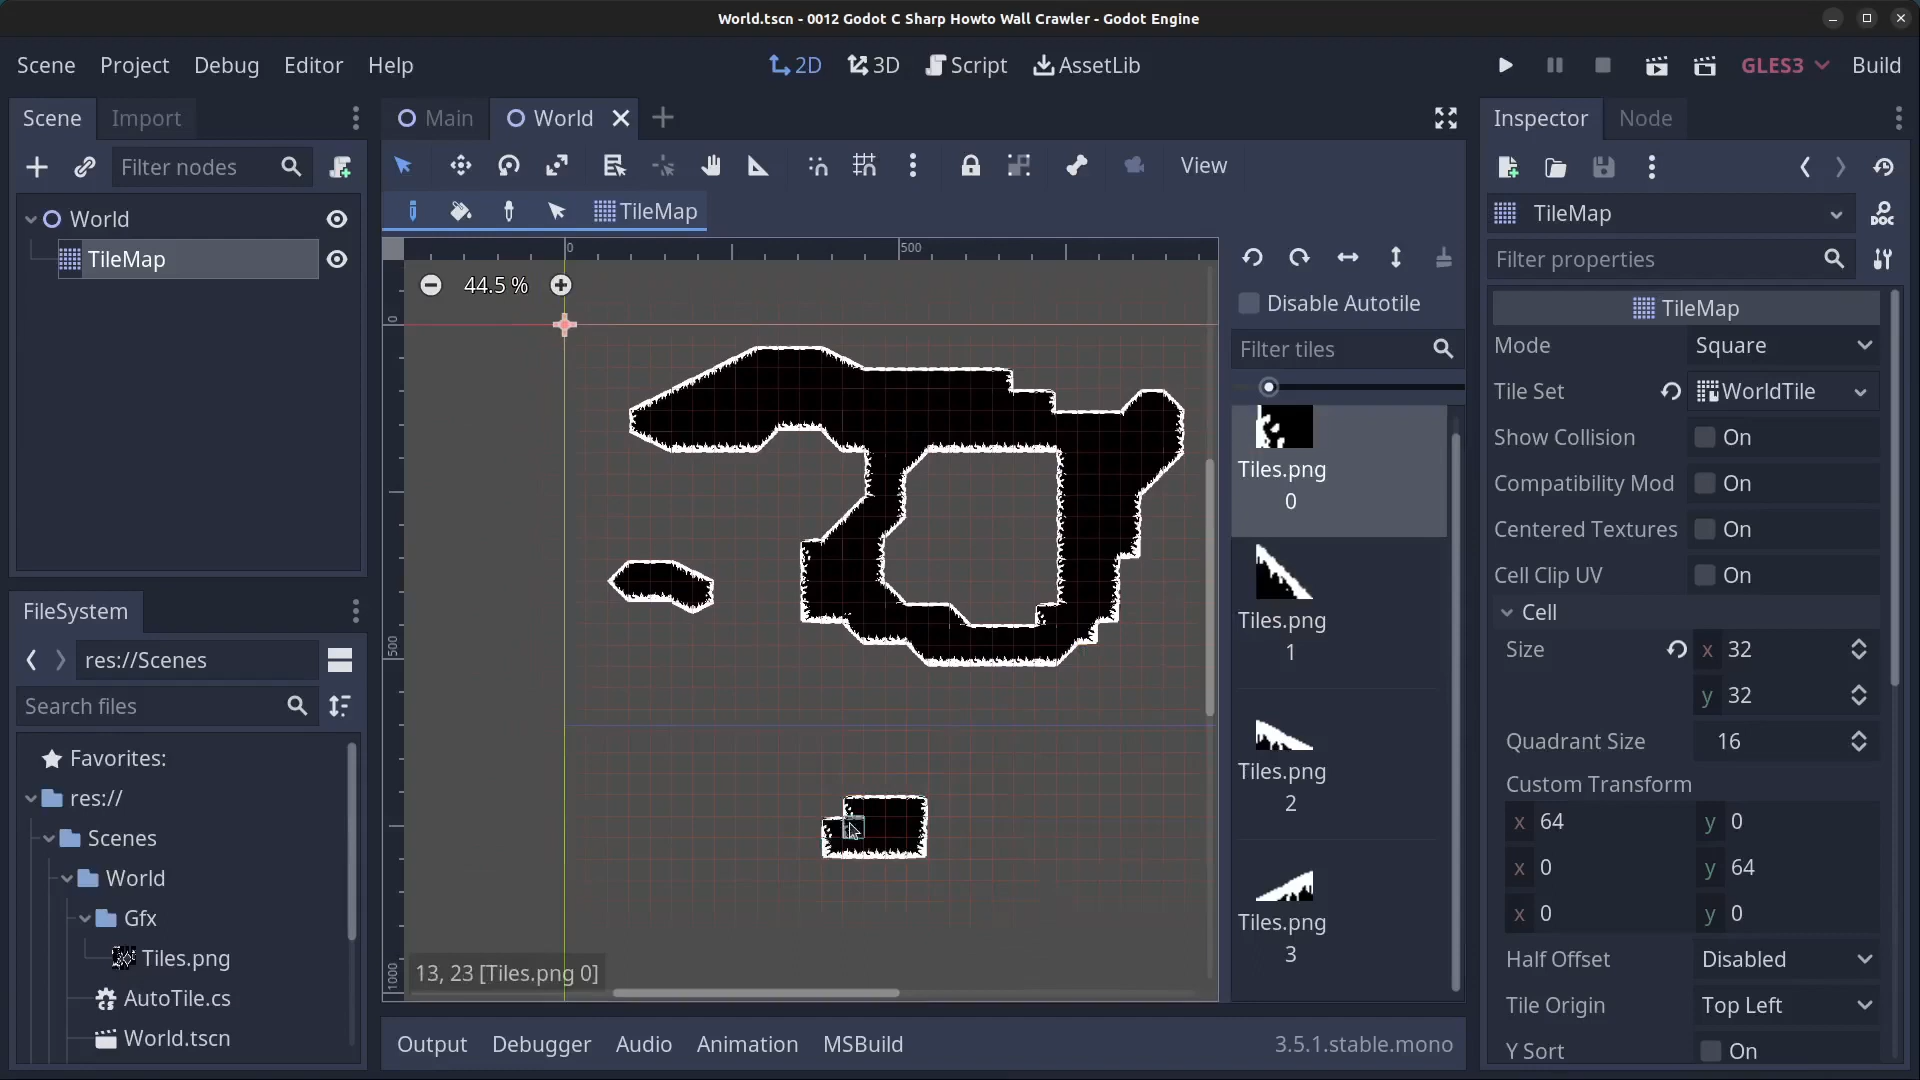 World.tscn - 0012 Godot C Sharp Howto Wall Crawler - Godot Engine
Scene Project Debug Editor Help
2D 3D Script AssetLib
GLES3 Build
Scene Import
Filter nodes
World
TileMap
FileSystem
res://Scenes
Search files
Favorites:
res://
Scenes
World
Gfx
Tiles.png
AutoTile.cs
World.tscn
Main World
View
TileMap
0 500
44.5 %
0
500
1000
13, 23 [Tiles.png 0]
Disable Autotile
Filter tiles
Tiles.png
0
Tiles.png
1
Tiles.png
2
Tiles.png
3
Output Debugger Audio Animation MSBuild 3.5.1.stable.mono
Inspector Node
TileMap
DOC
Filter properties
TileMap
Mode Square
Tile Set WorldTile
Show Collision On
Compatibility Mod On
Centered Textures On
Cell Clip UV On
Cell
Size x 32
y 32
Quadrant Size 16
Custom Transform
x 64 y 0
x 0 y 64
x 0 y 0
Half Offset Disabled
Tile Origin Top Left
Y Sort On